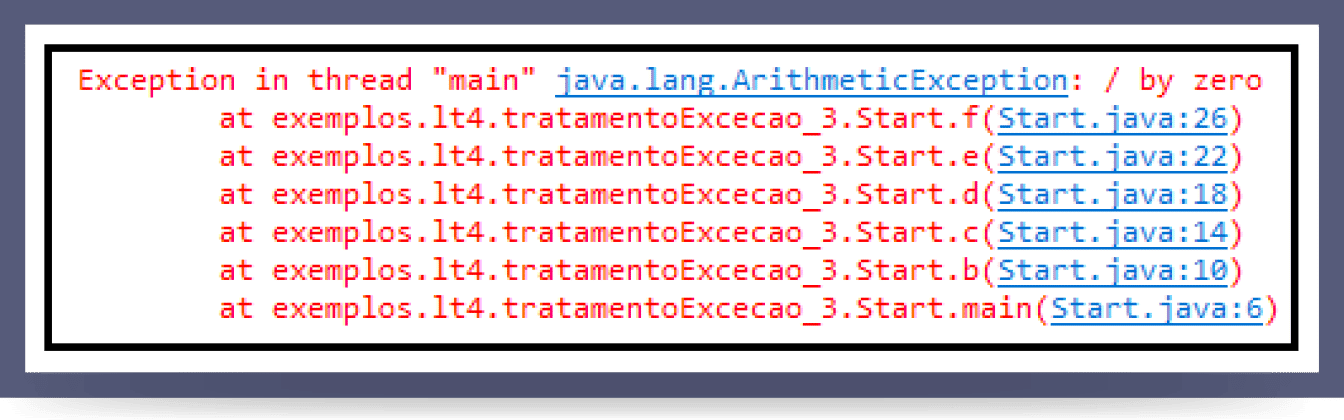 Exception in thread "main" java.lang.ArithmeticException: / by zero
at exemplos.lt4.tratamentoExcecao_3.Start.f(Start.java:26)
at exemplos.lt4.tratamentoExcecao_3.Start.e(Start.java:22)
at exemplos.lt4.tratamentoExcecao_3.Start.d(Start.java:18)
at exemplos.lt4.tratamentoExcecao_3.Start.c(Start.java:14)
at exemplos.lt4.tratamentoExcecao_3.Start.b(Start.java:10)
at exemplos.lt4.tratamentoExcecao_3.Start.main(Start.java:6)